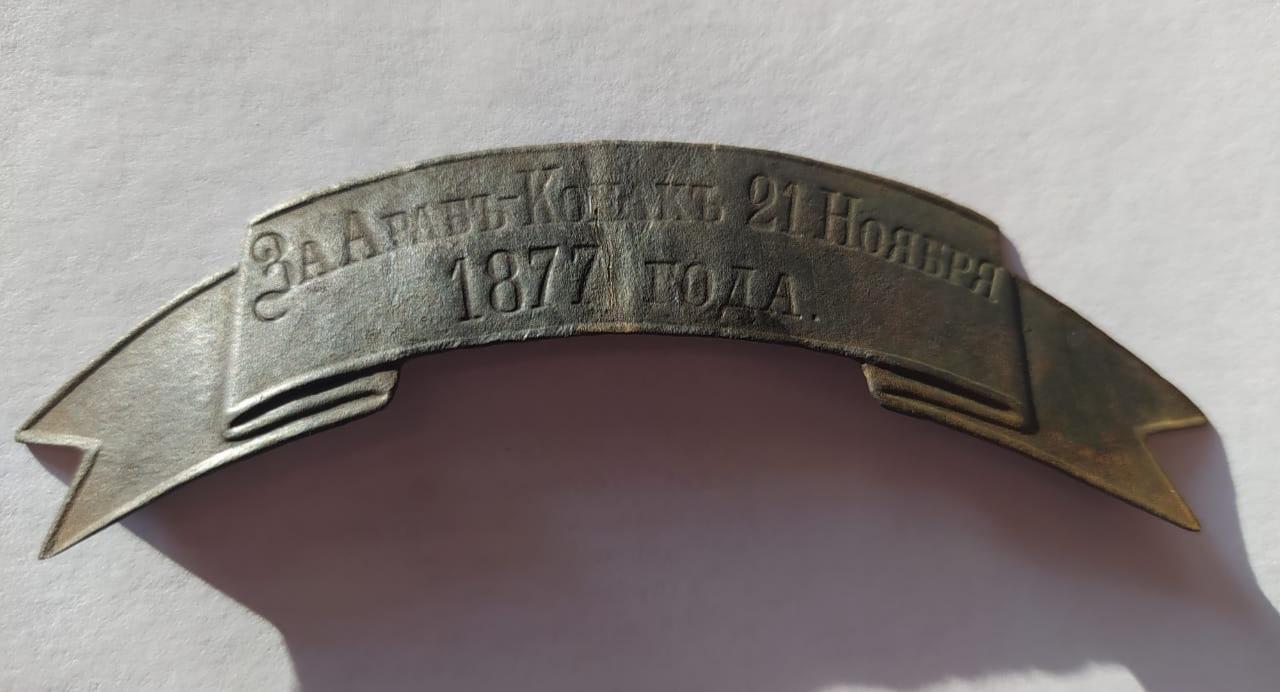 За Арабъ-Конакъ 21 Ноября
1877 года.